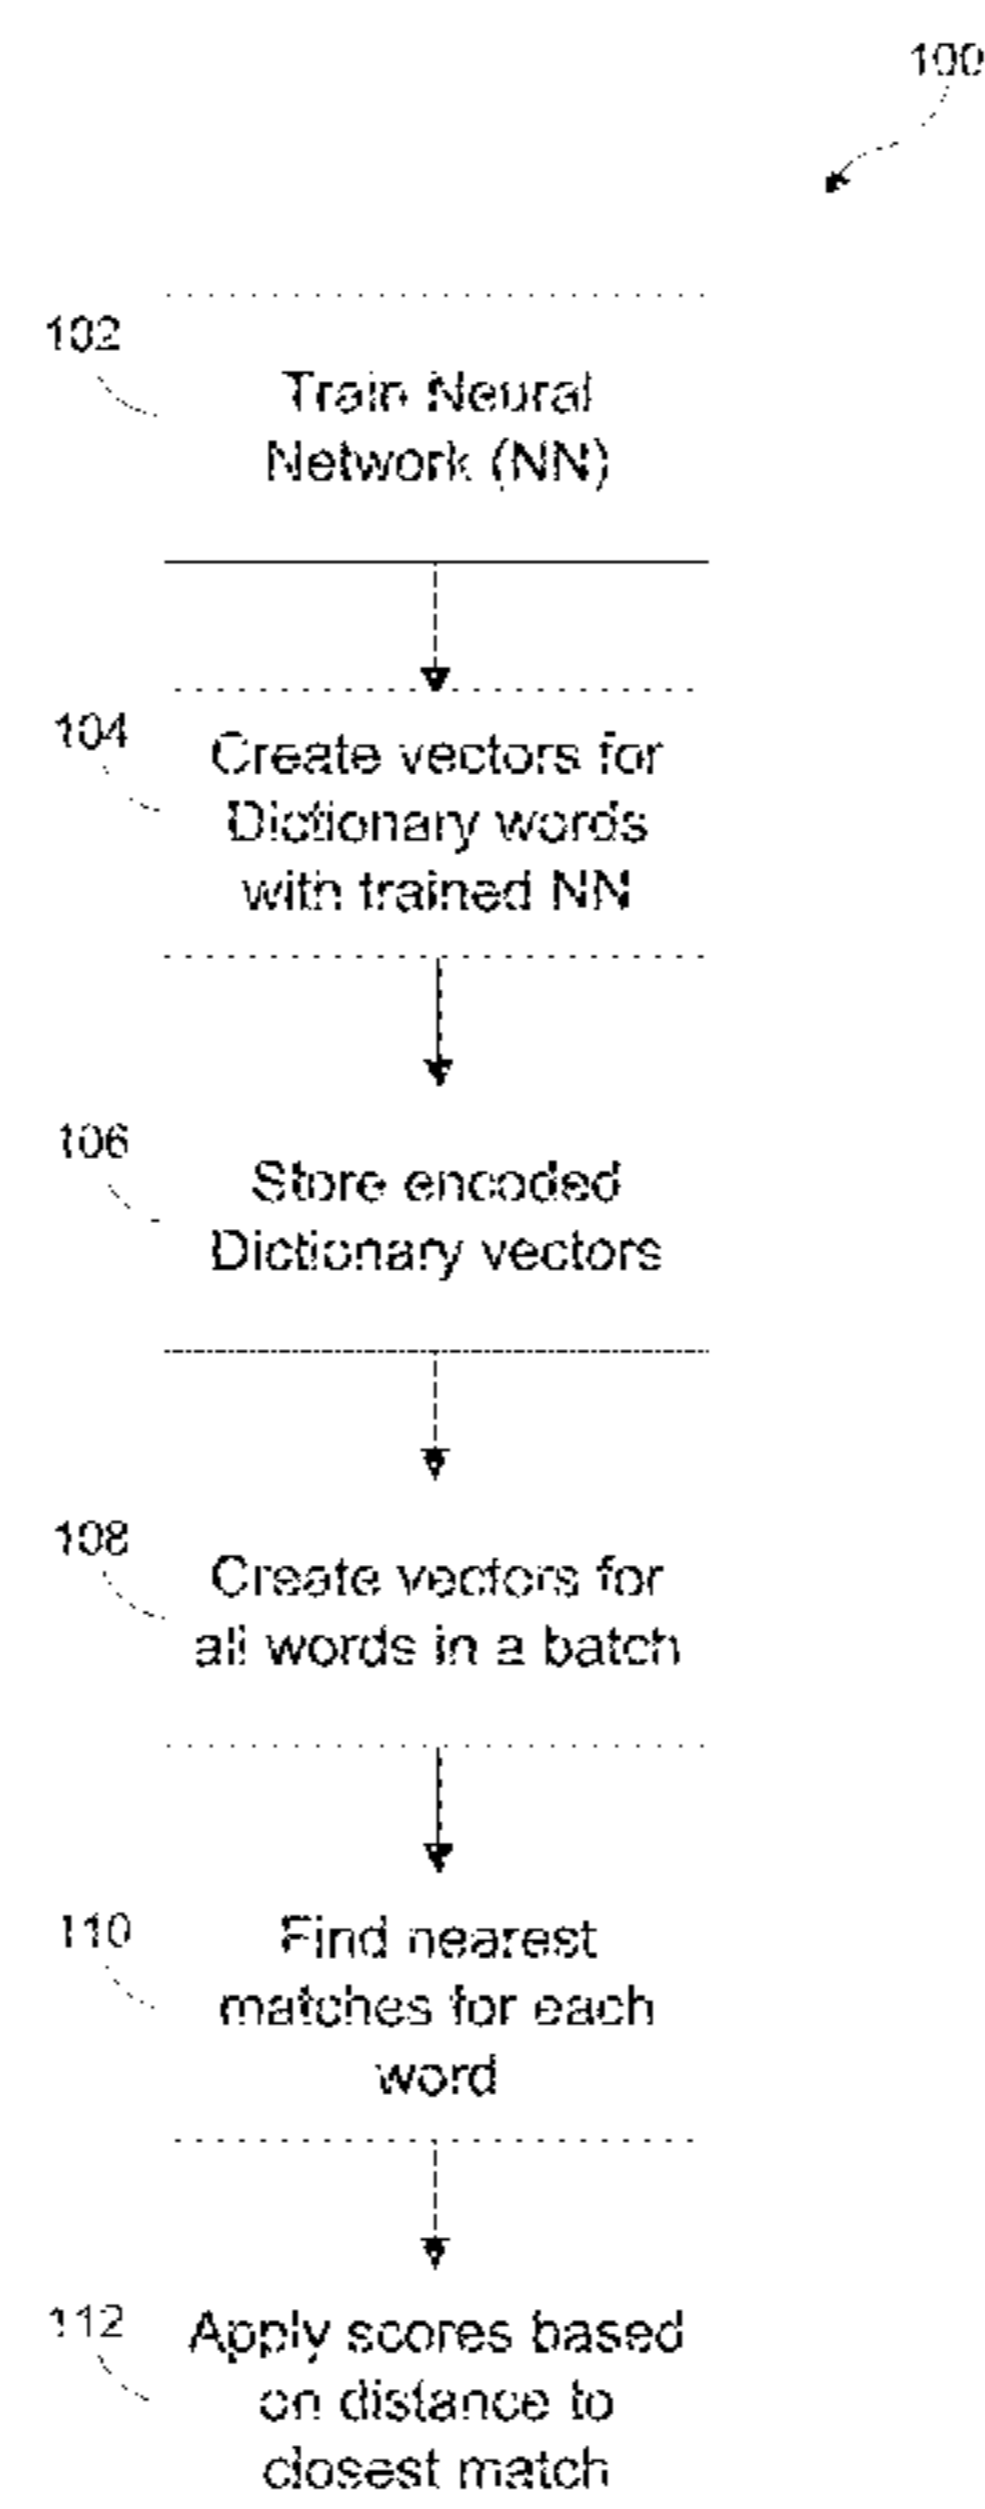 100
102
Train Neural
Network (NN)
104
Create vectors for
Dictionary words
with trained NN
106
Store encoded
Dictionary vectors
108
Create vectors for
all words in a batch
110
Find nearest
matches for each
word
112
Apply scores based
on distance to
closest match